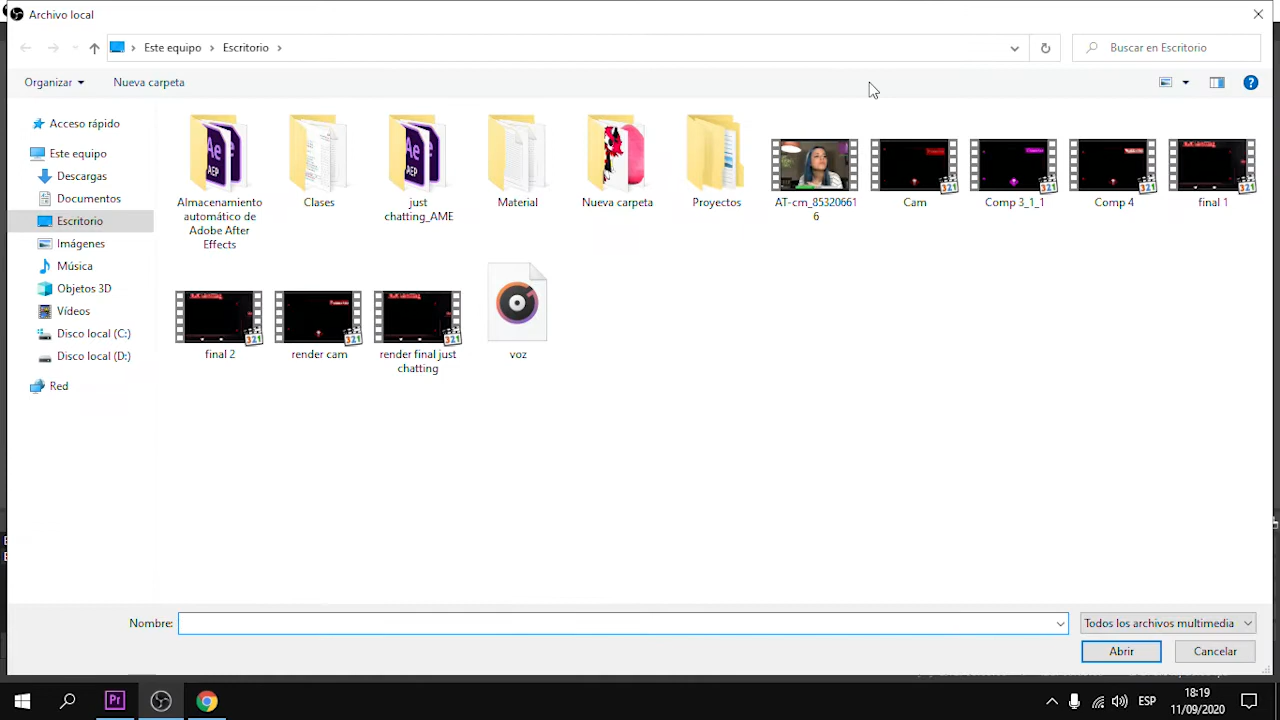 Archivo local
Este equipo
Escritorio
Buscar en Escritorio
Organizar
Nueva carpeta
Acceso rápido
Este equipo
Descargas
Documentos
Escritorio
Imágenes
Música
Objetos 3D
Vídeos
Disco local (C:)
Disco local (D:)
Red
Almacenamiento
automático de
Adobe After
Effects
Clases
just
chatting_AME
Material
Nueva carpeta
Proyectos
AT-cm_85320661
6
Cam
Comp 3_1_1
Comp 4
final 1
final 2
render cam
render final just
chatting
voz
Nombre:
Todos los archivos multimedia
Abrir
Cancelar
Pr
ESP
18:19
11/09/2020